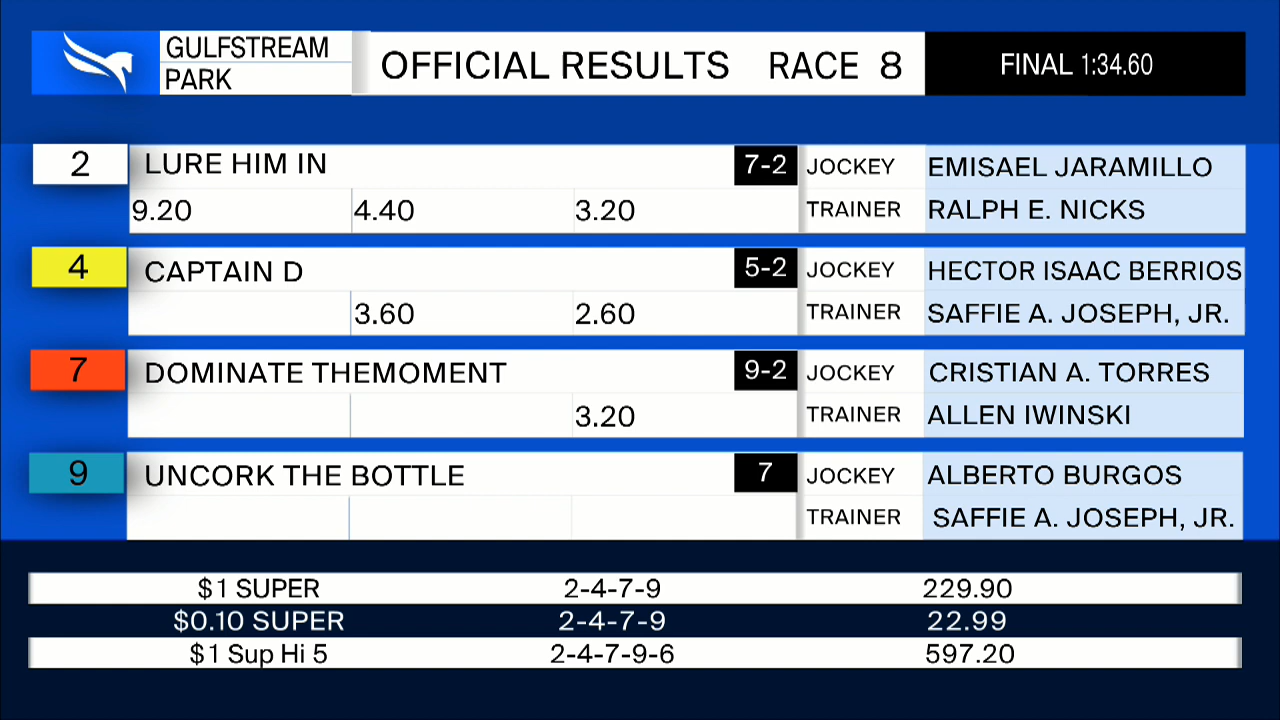 GULFSTREAM PARK OFFICIAL RESULTS RACE 8 FINAL 1:34.60
2 LURE HIM IN 7-2 JOCKEY EMISAEL JARAMILLO
9.20 4.40 3.20 TRAINER RALPH E. NICKS
4 CAPTAIN D 5-2 JOCKEY HECTOR ISAAC BERRIOS
3.60 2.60 TRAINER SAFFIE A. JOSEPH, JR.
7 DOMINATE THEMOMENT 9-2 JOCKEY CRISTIAN A. TORRES
3.20 TRAINER ALLEN IWINSKI
9 UNCORK THE BOTTLE 7 JOCKEY ALBERTO BURGOS
TRAINER SAFFIE A. JOSEPH, JR.
$1 SUPER 2-4-7-9 229.90
$0.10 SUPER 2-4-7-9 22.99
$1 Sup Hi 5 2-4-7-9-6 597.20